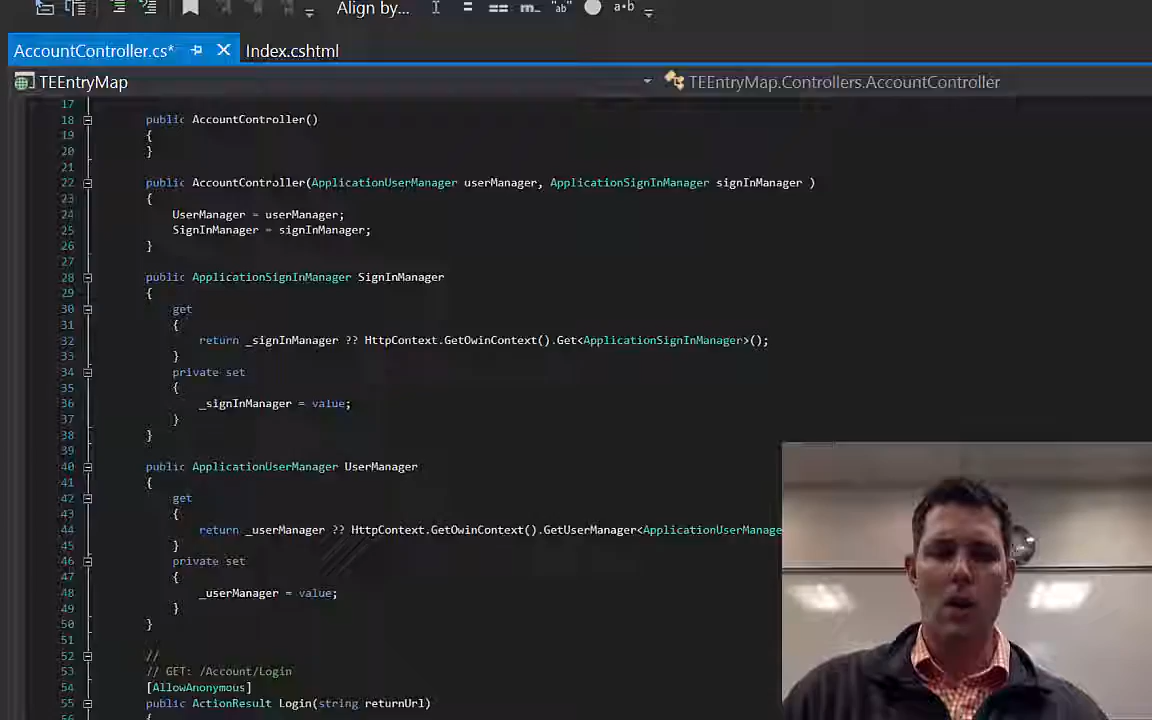 Align by...
"ab"
a•b
AccountController.cs*
Index.cshtml
TEEntryMap
TEEntryMap.Controllers.AccountController
17
18 public AccountController()
19 {
20 }
21
22 public AccountController(ApplicationUserManager userManager, ApplicationSignInManager signInManager )
23 {
24 UserManager = userManager;
25 SignInManager = signInManager;
26 }
27
28 public ApplicationSignInManager SignInManager
29 {
30 get
31 {
32 return _signInManager ?? HttpContext.GetOwinContext().Get<ApplicationSignInManager>();
33 }
34 private set
35 {
36 _signInManager = value;
37 }
38 }
39
40 public ApplicationUserManager UserManager
41 {
42 get
43 {
44 return _userManager ?? HttpContext.GetOwinContext().GetUserManager<ApplicationUserManage
45 }
46 private set
47 {
48 _userManager = value;
49 }
50 }
51
52 //
53 // GET: /Account/Login
54 [AllowAnonymous]
55 public ActionResult Login(string returnUrl)
56 {